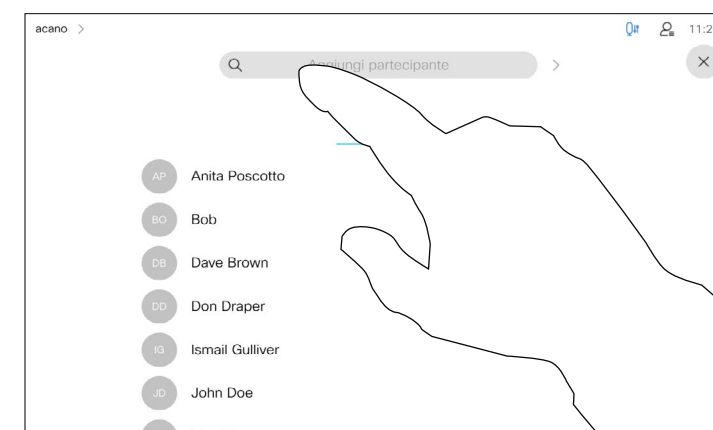 acano >
11:2
Aggiungi partecipante >
AP Anita Poscotto
BO Bob
DB Dave Brown
DD Don Draper
IG Ismail Gulliver
JD John Doe